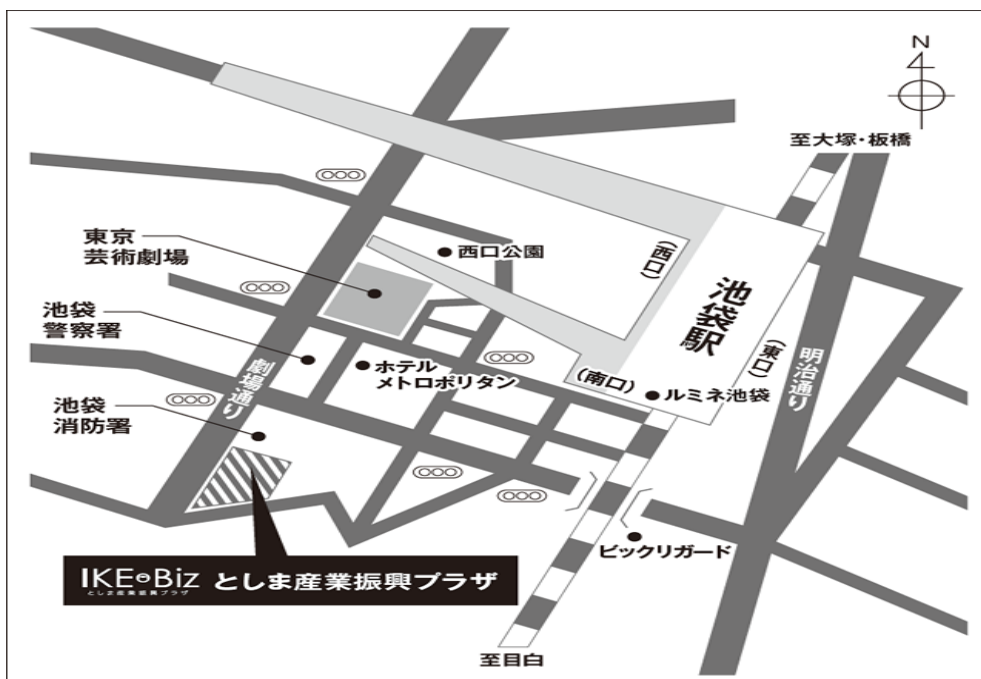 N
至大塚・板橋
東京
芸術劇場
西口公園
(西口)
池袋駅
(東口)
明治通り
池袋
警察署
劇場通り
ホテル
メトロポリタン
(南口)
ルミネ池袋
池袋
消防署
ビックリガード
IKE・Biz としま産業振興プラザ
としま産業振興プラザ
至目白